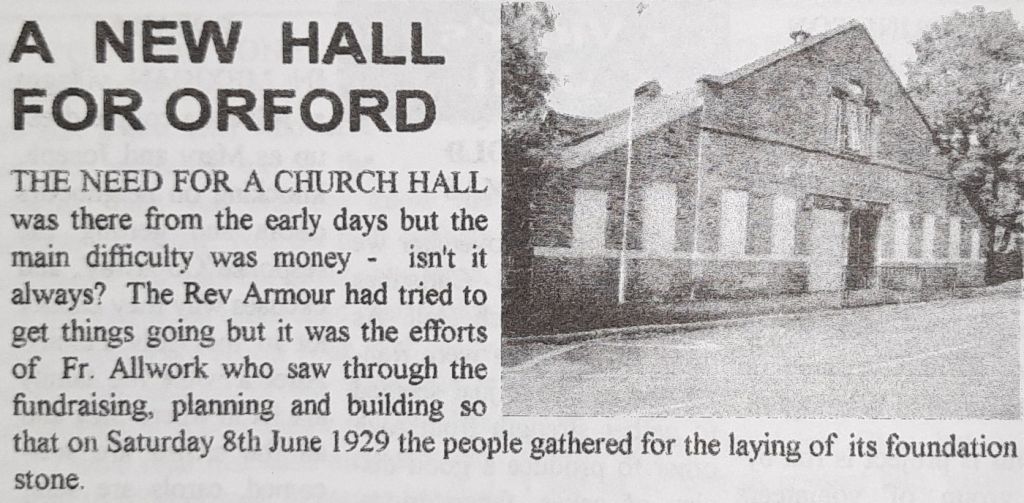 A NEW HALL
FOR ORFORD
THE NEED FOR A CHURCH HALL
was there from the early days but the
main difficulty was money - isn't it
always? The Rev Armour had tried to
get things going but it was the efforts
of Fr. Allwork who saw through the
fundraising, planning and building so
that on Saturday 8th June 1929 the people gathered for the laying of its foundation
stone.